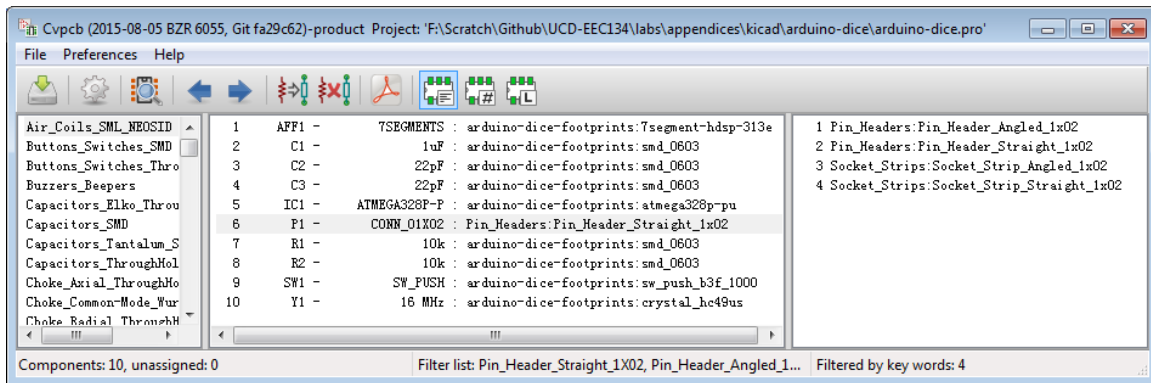 Cvpcb (2015-08-05 BZR 6055, Git fa29c62)-product Project: 'F:\Scratch\Github\UCD-EEC134\labs\appendices\kicad\arduino-dice\arduino-dice.pro'
File Preferences Help
Air_Coils_SML_NEOSID
Buttons_Switches_SMD
Buttons_Switches_Thro
Buzzers_Beepers
Capacitors_Elko_Throu
Capacitors_SMD
Capacitors_Tantalum_S
Capacitors_ThroughHol
Choke_Axial_ThroughHo
Choke_Common-Mode_Wur
Choke_Radial_ThroughH
1 AFF1 - 7SEGMENTS : arduino-dice-footprints:7segment-hdsp-313e
2 C1 - 1uF : arduino-dice-footprints:smd_0603
3 C2 - 22pF : arduino-dice-footprints:smd_0603
4 C3 - 22pF : arduino-dice-footprints:smd_0603
5 IC1 - ATMEGA328P-P : arduino-dice-footprints:atmega328p-pu
6 P1 - CONN_01X02 : Pin_Headers:Pin_Header_Straight_1x02
7 R1 - 10k : arduino-dice-footprints:smd_0603
8 R2 - 10k : arduino-dice-footprints:smd_0603
9 SW1 - SW_PUSH : arduino-dice-footprints:sw_push_b3f_1000
10 Y1 - 16 MHz : arduino-dice-footprints:crystal_hc49us
1 Pin_Headers:Pin_Header_Angled_1x02
2 Pin_Headers:Pin_Header_Straight_1x02
3 Socket_Strips:Socket_Strip_Angled_1x02
4 Socket_Strips:Socket_Strip_Straight_1x02
Components: 10, unassigned: 0
Filter list: Pin_Header_Straight_1X02, Pin_Header_Angled_1...
Filtered by key words: 4
#
L